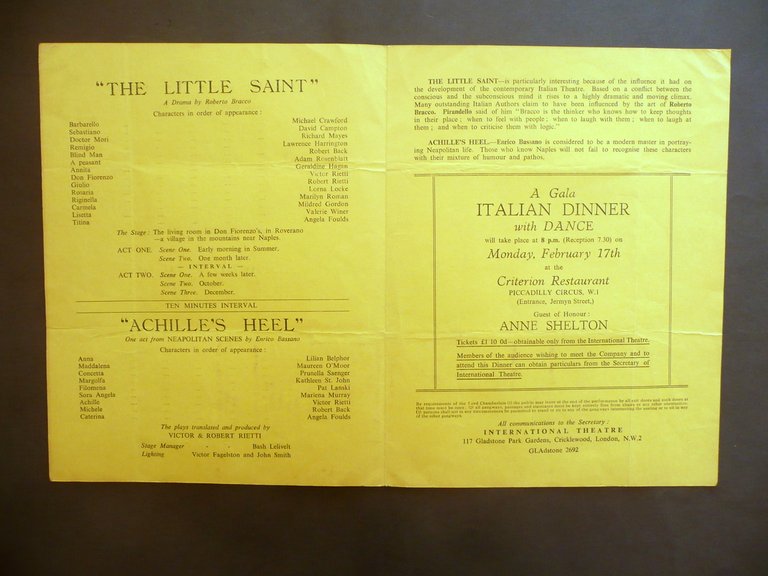 "THE LITTLE SAINT"
A Drama by Roberto Bracco
Characters in order of appearance :
Barbarello Michael Crawford
Sebastiano David Campton
Doctor Mori Richard Mayes
Remigio Lawrence Harrington
Blind Man Robert Back
A peasant Adam Rosenblatt
Annita Geraldine Hagan
Don Fiorenzo Victor Rietti
Giulio Robert Rietti
Rosaria Lorna Locke
Riginella Marilyn Roman
Carmela Mildred Gordon
Lisetta Valerie Winer
Titina Angela Foulds
The Stage : The living room in Don Fiorenzo's, in Roverano
—a village in the mountains near Naples.
ACT ONE. Scene One. Early morning in Summer.
Scene Two. One month later.
— INTERVAL —
ACT TWO. Scene One. A few weeks later.
Scene Two. October.
Scene Three. December.
TEN MINUTES INTERVAL
"ACHILLE'S HEEL"
One act from NEAPOLITAN SCENES by Enrico Bassano
Characters in order of appearance :
Anna Lilian Belphor
Maddalena Maureen O'Moor
Concetta Prunella Saenger
Margolfa Kathleen St. John
Filomena Pat Lanski
Sora Angela Mariena Murray
Achille Victor Rietti
Michele Robert Back
Caterina Angela Foulds
The plays translated and produced by
VICTOR & ROBERT RIETTI
Stage Manager - - Bash Lelivelt
Lighting Victor Fagelston and John Smith
THE LITTLE SAINT—is particularly interesting because of the influence it had on
the development of the contemporary Italian Theatre. Based on a conflict between the
conscious and the subconscious mind it rises to a highly dramatic and moving climax.
Many outstanding Italian Authors claim to have been influenced by the art of Roberto
Bracco. Pirandello said of him "Bracco is the thinker who knows how to keep thoughts
in their place ; when to feel with people ; when to laugh with them ; when to laugh at
them ; and when to criticise them with logic."
ACHILLE'S HEEL.—Enrico Bassano is considered to be a modern master in portray-
ing Neapolitan life. Those who know Naples will not fail to recognise these characters
with their mixture of humour and pathos.
A Gala
ITALIAN DINNER
with DANCE
will take place at 8 p.m. (Reception 7.30) on
Monday, February 17th
at the
Criterion Restaurant
PICCADILLY CIRCUS, W.1
(Entrance, Jermyn Street,)
Guest of Honour :
ANNE SHELTON
Tickets £1 10 0d—obtainable only from the International Theatre.
Members of the audience wishing to meet the Company and to
attend this Dinner can obtain particulars from the Secretary of
International Theatre.
All communications to the Secretary :
INTERNATIONAL THEATRE
117 Gladstone Park Gardens, Cricklewood, London, N.W.2
GLAdstone 2692